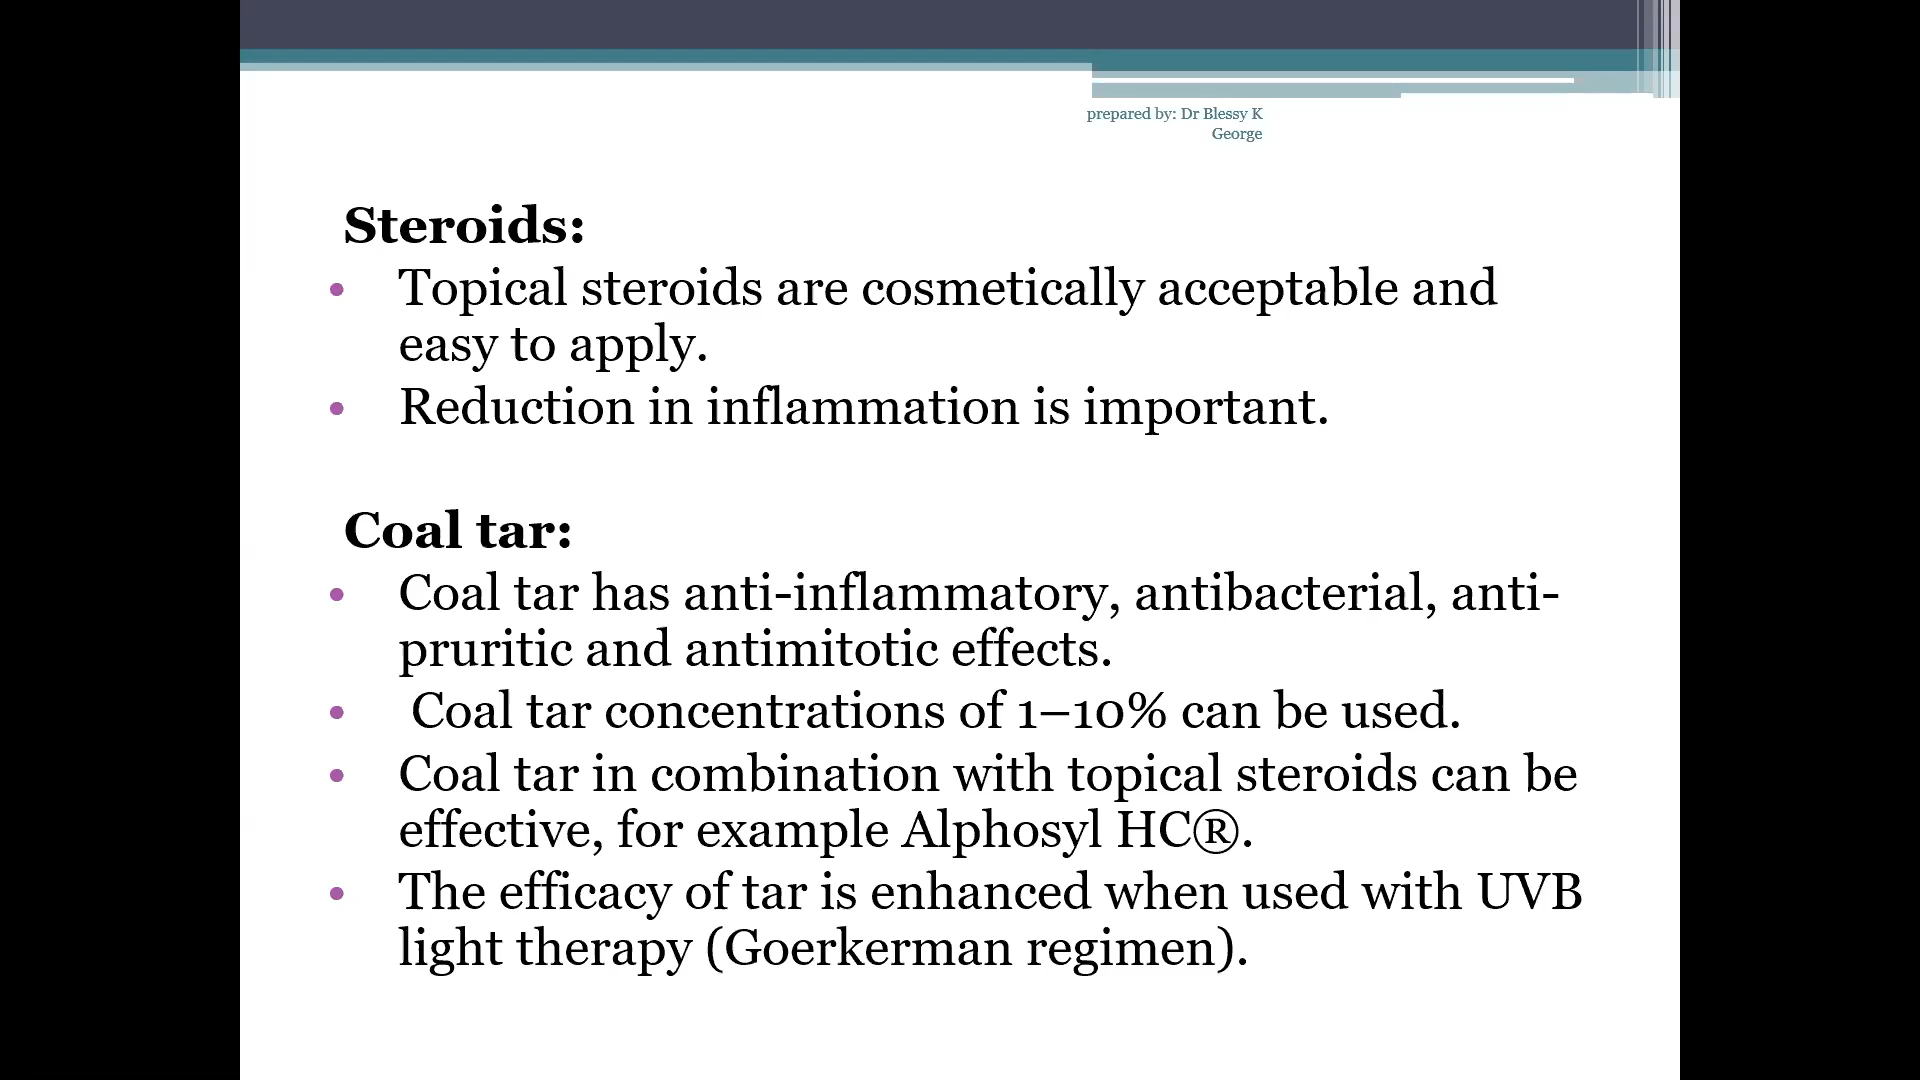 prepared by: Dr Blessy K
George
Steroids:
• Topical steroids are cosmetically acceptable and
easy to apply.
• Reduction in inflammation is important.
Coal tar:
• Coal tar has anti-inflammatory, antibacterial, anti-
pruritic and antimitotic effects.
• Coal tar concentrations of 1–10% can be used.
• Coal tar in combination with topical steroids can be
effective, for example Alphosyl HC®.
• The efficacy of tar is enhanced when used with UVB
light therapy (Goerkerman regimen).